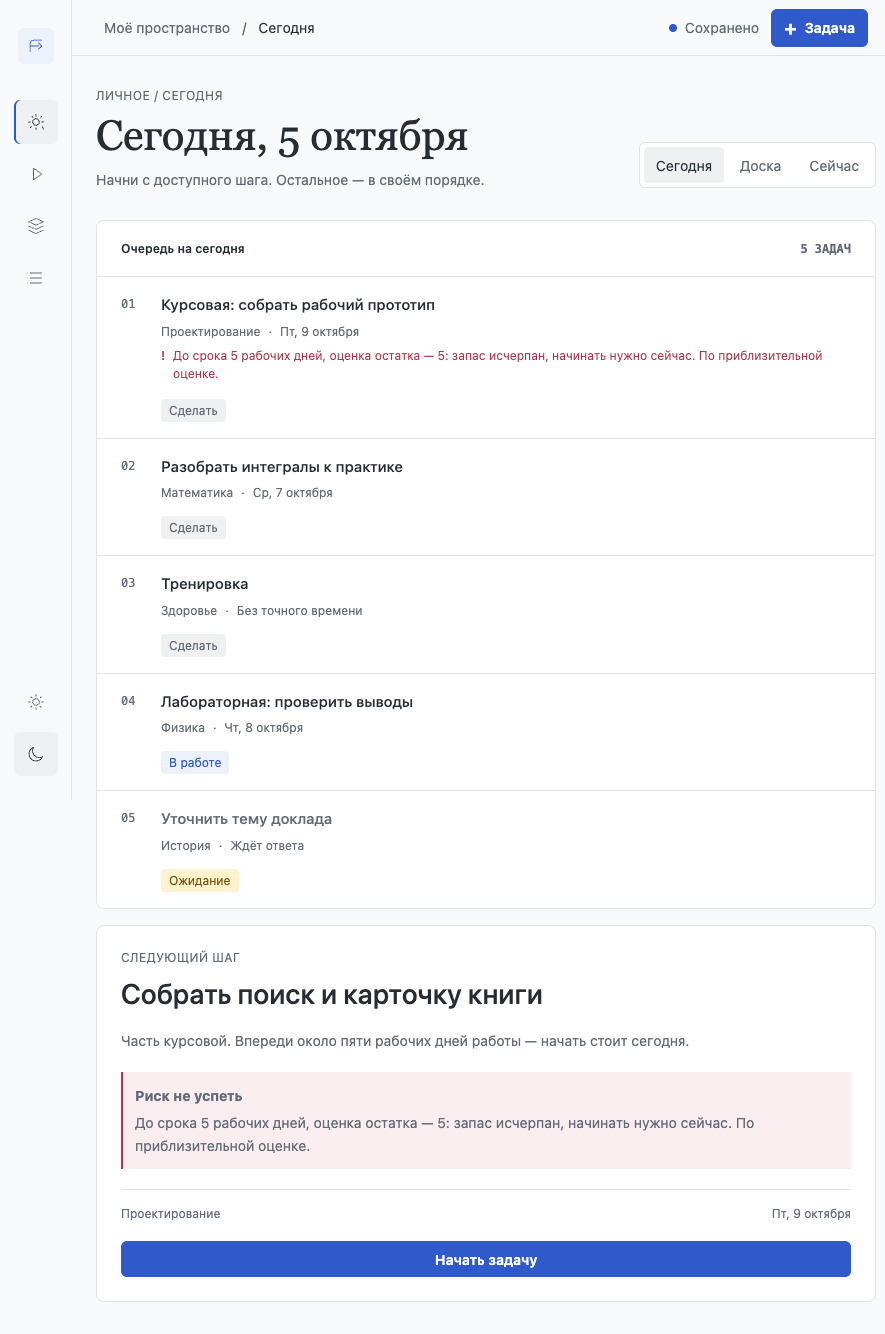 Моё пространство / Сегодня
Сохранено
+ Задача
ЛИЧНОЕ / СЕГОДНЯ
Сегодня, 5 октября
Начни с доступного шага. Остальное — в своём порядке.
Сегодня Доска Сейчас
Очередь на сегодня
5 ЗАДАЧ
01 Курсовая: собрать рабочий прототип
Проектирование · Пт, 9 октября
! До срока 5 рабочих дней, оценка остатка — 5: запас исчерпан, начинать нужно сейчас. По приблизительной
оценке.
Сделать
02 Разобрать интегралы к практике
Математика · Ср, 7 октября
Сделать
03 Тренировка
Здоровье · Без точного времени
Сделать
04 Лабораторная: проверить выводы
Физика · Чт, 8 октября
В работе
05 Уточнить тему доклада
История · Ждёт ответа
Ожидание
СЛЕДУЮЩИЙ ШАГ
Собрать поиск и карточку книги
Часть курсовой. Впереди около пяти рабочих дней работы — начать стоит сегодня.
Риск не успеть
До срока 5 рабочих дней, оценка остатка — 5: запас исчерпан, начинать нужно сейчас. По
приблизительной оценке.
Проектирование
Пт, 9 октября
Начать задачу